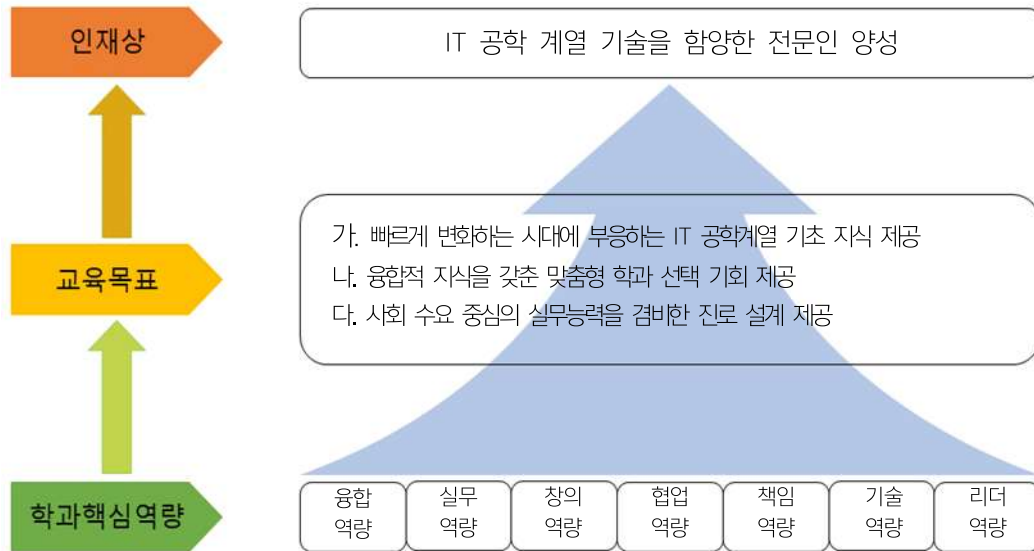 인재상
IT 공학 계열 기술을 함양한 전문인 양성
교육목표
가. 빠르게 변화하는 시대에 부응하는 IT 공학계열 기초 지식 제공
나. 융합적 지식을 갖춘 맞춤형 학과 선택 기회 제공
다. 사회 수요 중심의 실무능력을 겸비한 진로 설계 제공
학과핵심역량
융합
역량
실무
역량
창의
역량
협업
역량
책임
역량
기술
역량
리더
역량